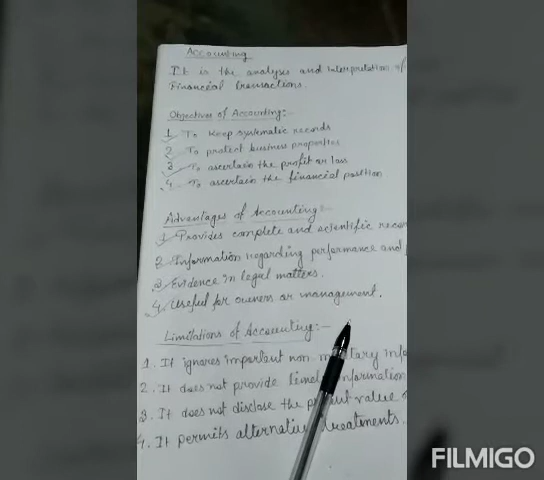 Accounting
It is the analyses and interpretation of
Financial transactions.
Objectives of Accounting:-
1. To keep systematic records
2. To protect business properties
3. To ascertain the profit or loss
4. To ascertain the financial position
Advantages of Accounting:-
1. Provides complete and scientific recor
2. Information regarding performance and
3. Evidence in legal matters.
4. Useful for owners or management.
Limitations of Accounting:-
1. It ignores important non- info
2. It does not provide information
3. It does not disclose the value
4. It permits alternative treatments.
FILMIGO